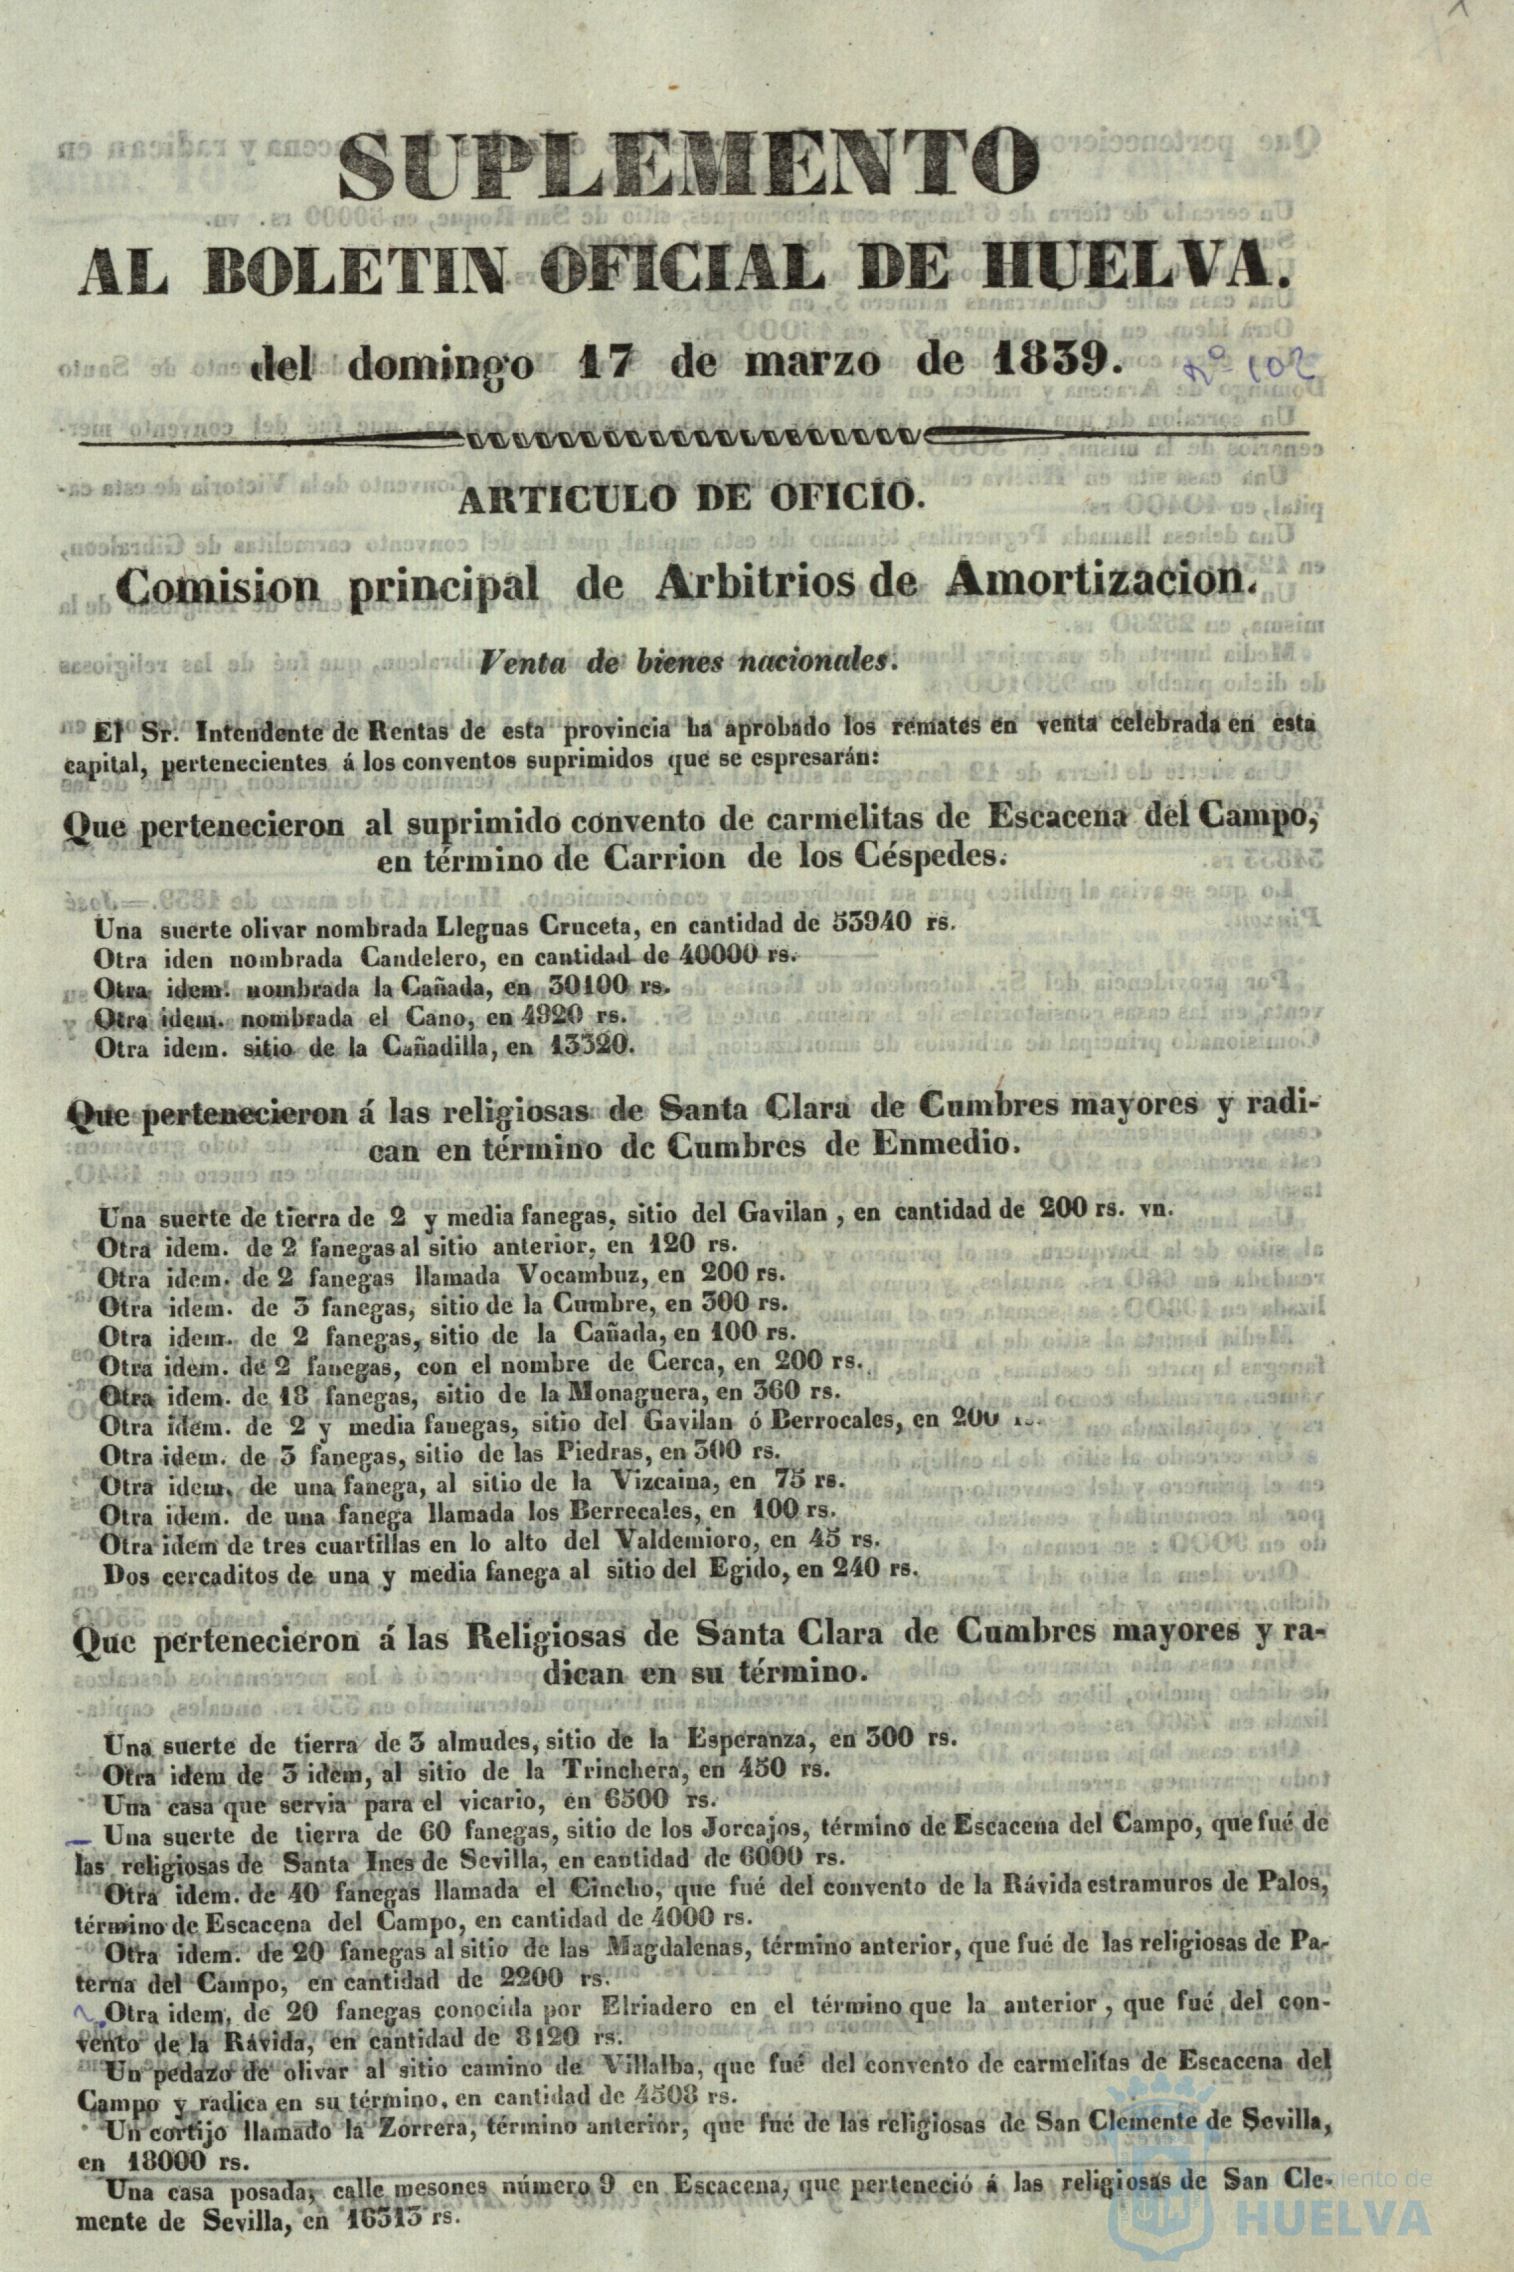 SUPLEMENTO
AL BOLETIN OFICIAL DE HUELVA.
del domingo 17 de marzo de 1839. Nº 102
ARTICULO DE OFICIO.
Comision principal de Arbitrios de Amortizacion.
Venta de bienes nacionales.
El Sr. Intendente de Rentas de esta provincia ha aprobado los remates en venta celebrada en esta
capital, pertenecientes á los conventos suprimidos que se espresarán:
Que pertenecieron al suprimido convento de carmelitas de Escacena del Campo,
en término de Carrion de los Céspedes.
Una suerte olivar nombrada Lleguas Cruceta, en cantidad de 53940 rs.
Otra iden nombrada Candelero, en cantidad de 40000 rs.
Otra idem. nombrada la Cañada, en 30100 rs.
Otra idem. nombrada el Cano, en 4920 rs.
Otra idem. sitio de la Cañadilla, en 13320.
Que pertenecieron á las religiosas de Santa Clara de Cumbres mayores y radi-
can en término de Cumbres de Enmedio.
Una suerte de tierra de 2 y media fanegas, sitio del Gavilan, en cantidad de 200 rs. vn.
Otra idem. de 2 fanegas al sitio anterior, en 120 rs.
Otra idem. de 2 fanegas llamada Vocambuz, en 200 rs.
Otra idem. de 3 fanegas, sitio de la Cumbre, en 300 rs.
Otra idem. de 2 fanegas, sitio de la Cañada, en 100 rs.
Otra idem. de 2 fanegas, con el nombre de Cerca, en 200 rs.
Otra idem. de 18 fanegas, sitio de la Monaguera, en 360 rs.
Otra idem. de 2 y media fanegas, sitio del Gavilan ó Berrocales, en 200 rs.
Otra idem. de 3 fanegas, sitio de las Piedras, en 300 rs.
Otra idem. de una fanega, al sitio de la Vizcaina, en 75 rs.
Otra idem. de una fanega llamada los Berrecales, en 100 rs.
Otra idem de tres cuartillas en lo alto del Valdemioro, en 45 rs.
Dos cercaditos de una y media fanega al sitio del Egido, en 240 rs.
Que pertenecieron á las Religiosas de Santa Clara de Cumbres mayores y ra-
dican en su término.
Una suerte de tierra de 3 almudes, sitio de la Esperanza, en 300 rs.
Otra idem de 3 idem, al sitio de la Trinchera, en 450 rs.
Una casa que servia para el vicario, en 6500 rs.
Una suerte de tierra de 60 fanegas, sitio de los Jorcajos, término de Escacena del Campo, que fué de
las religiosas de Santa Ines de Sevilla, en cantidad de 6000 rs.
Otra idem. de 40 fanegas llamada el Cincho, que fué del convento de la Rávida estramuros de Palos,
término de Escacena del Campo, en cantidad de 4000 rs.
Otra idem. de 20 fanegas al sitio de las Magdalenas, término anterior, que fué de las religiosas de Pa-
terna del Campo, en cantidad de 2200 rs.
Otra idem, de 20 fanegas conocida por Elriadero en el término que la anterior, que fué del con-
vento de la Rávida, en cantidad de 8120 rs.
Un pedazo de olivar al sitio camino de Villalba, que fué del convento de carmelitas de Escacena del
Campo y radica en su término, en cantidad de 4508 rs.
Un cortijo llamado la Zorrera, término anterior, que fué de las religiosas de San Clemente de Sevilla,
en 18000 rs.
Una casa posada, calle mesones número 9 en Escacena, que perteneció á las religiosas de San Cle-
mente de Sevilla, en 16313 rs.
HUELVA